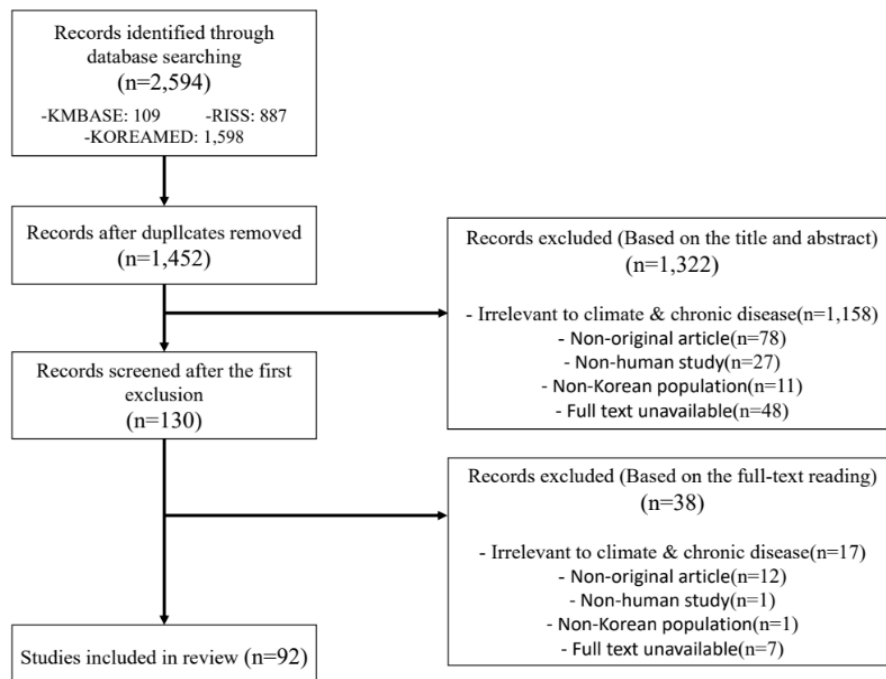 Records identified through
database searching
(n=2,594)
-KMBASE: 109 -RISS: 887
-KOREAMED: 1,598
Records after dupllcates removed
(n=1,452)
Records excluded (Based on the title and abstract)
(n=1,322)
- Irrelevant to climate & chronic disease(n=1,158)
- Non-original article(n=78)
- Non-human study(n=27)
- Non-Korean population(n=11)
- Full text unavailable(n=48)
Records screened after the first
exclusion
(n=130)
Records excluded (Based on the full-text reading)
(n=38)
- Irrelevant to climate & chronic disease(n=17)
- Non-original article(n=12)
- Non-human study(n=1)
- Non-Korean population(n=1)
- Full text unavailable(n=7)
Studies included in review (n=92)